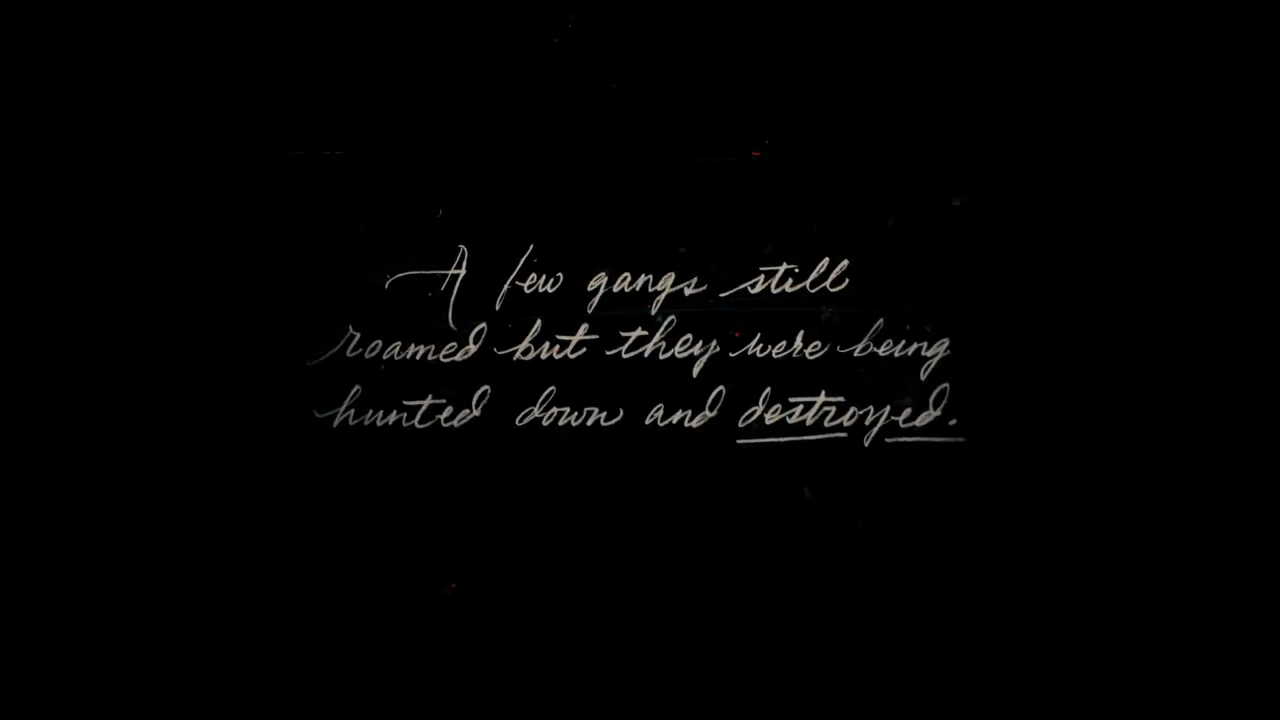 A few gangs still
roamed but they were being
hunted down and destroyed.